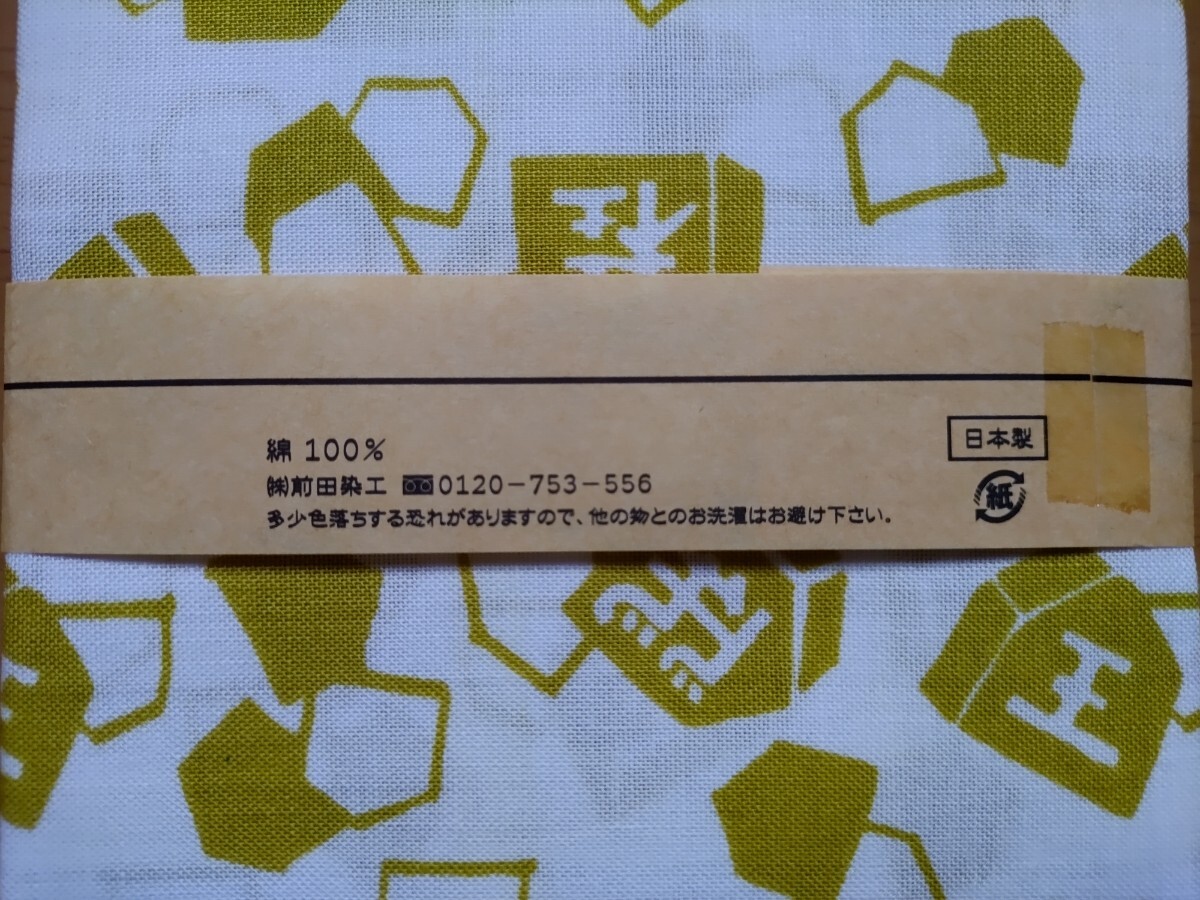 綿 100%
日本製
㈱前田染工 0120-753-556
紙
多少色落ちする恐れがありますので、他の物とのお洗濯はお避け下さい。
王